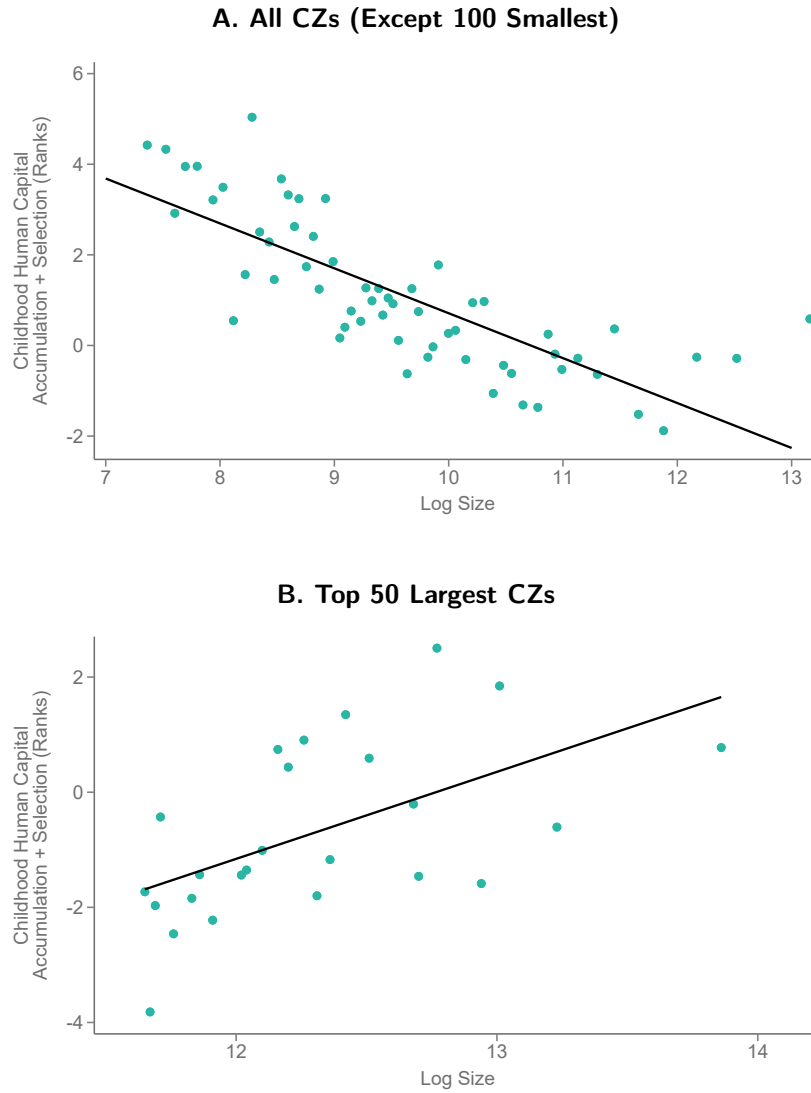 A. All CZs (Except 100 Smallest)
Childhood Human Capital
Accumulation + Selection (Ranks)
6
4
2
0
-2
7 8 9 10 11 12 13
Log Size
B. Top 50 Largest CZs
Childhood Human Capital
Accumulation + Selection (Ranks)
2
0
-2
-4
12 13 14
Log Size